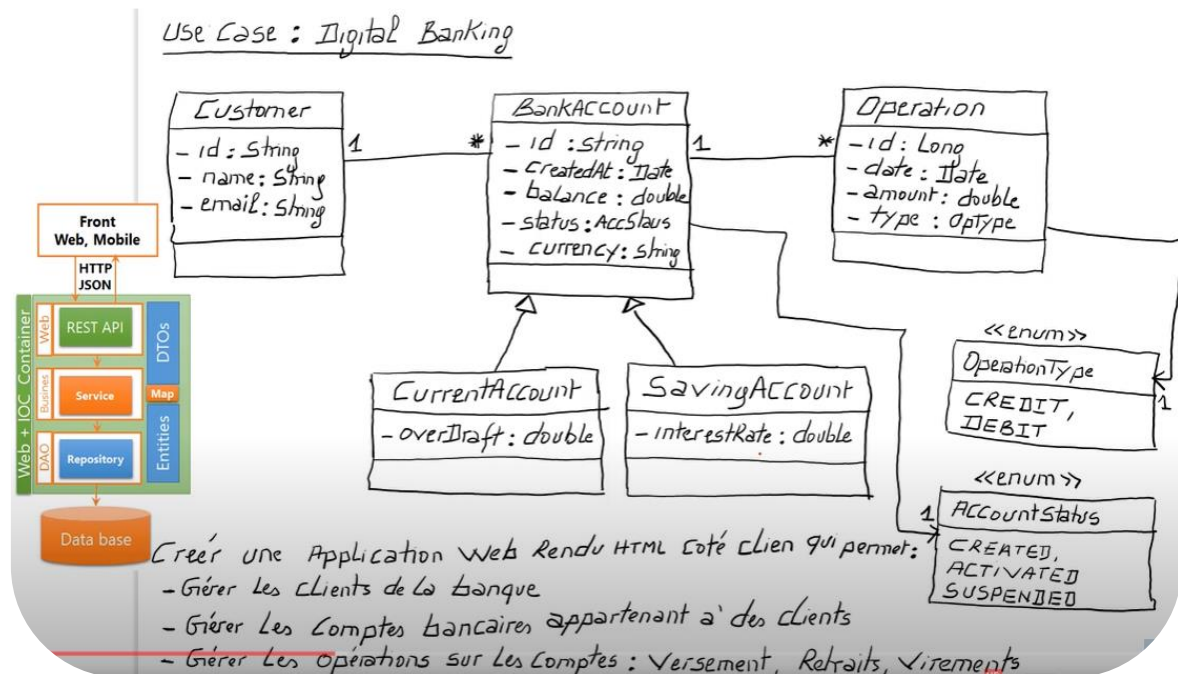 Use Case : Digital Banking
Customer
- id : String
- name : String
- email : String
1
*
BankAccount
- id : String
- createdAt : Date
- balance : double
- status : AccStaus
- currency : String
1
*
Operation
- id : Long
- date : Date
- amount : double
- type : OpType
Front
Web, Mobile
HTTP
JSON
Web + IOC Container
Web
REST API
DTOs
Busines
Service
Map
DAO
Repository
Entities
Data base
CurrentAccount
- overDraft : double
SavingAccount
- interestRate : double
<<enum>>
OperationType
CREDIT,
DEBIT
1
<<enum>>
1
AccountStatus
CREATED,
ACTIVATED
SUSPENDED
Creér une Application Web Rendu HTML Coté clien qui permet :
- Gérer Les Clients de La banque
- Gérer Les Comptes bancaires appartenant à des clients
- Gérer Les opérations sur Les Comptes : Versement, Retraits, Virements